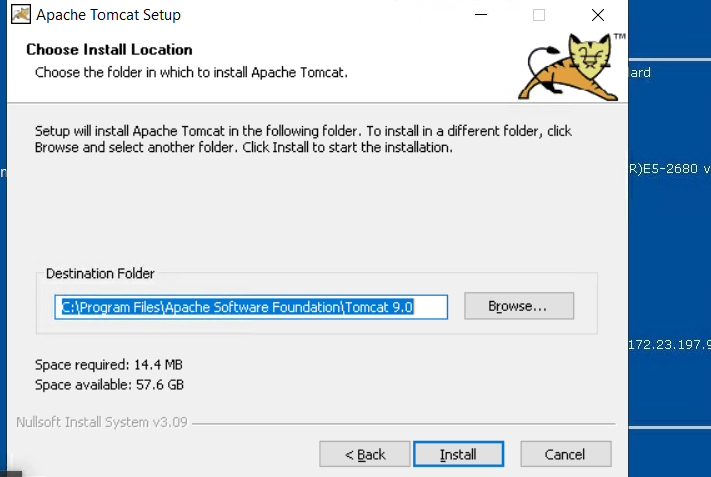 Apache Tomcat Setup
Choose Install Location
Choose the folder in which to install Apache Tomcat.
TM
ard
Setup will install Apache Tomcat in the following folder. To install in a different folder, click
Browse and select another folder. Click Install to start the installation.
R)E5-2680 v
Destination Folder
C:\Program Files\Apache Software Foundation\Tomcat 9.0
Browse...
172.23.197.9
Space required: 14.4 MB
Space available: 57.6 GB
Nullsoft Install System v3.09
< Back
Install
Cancel